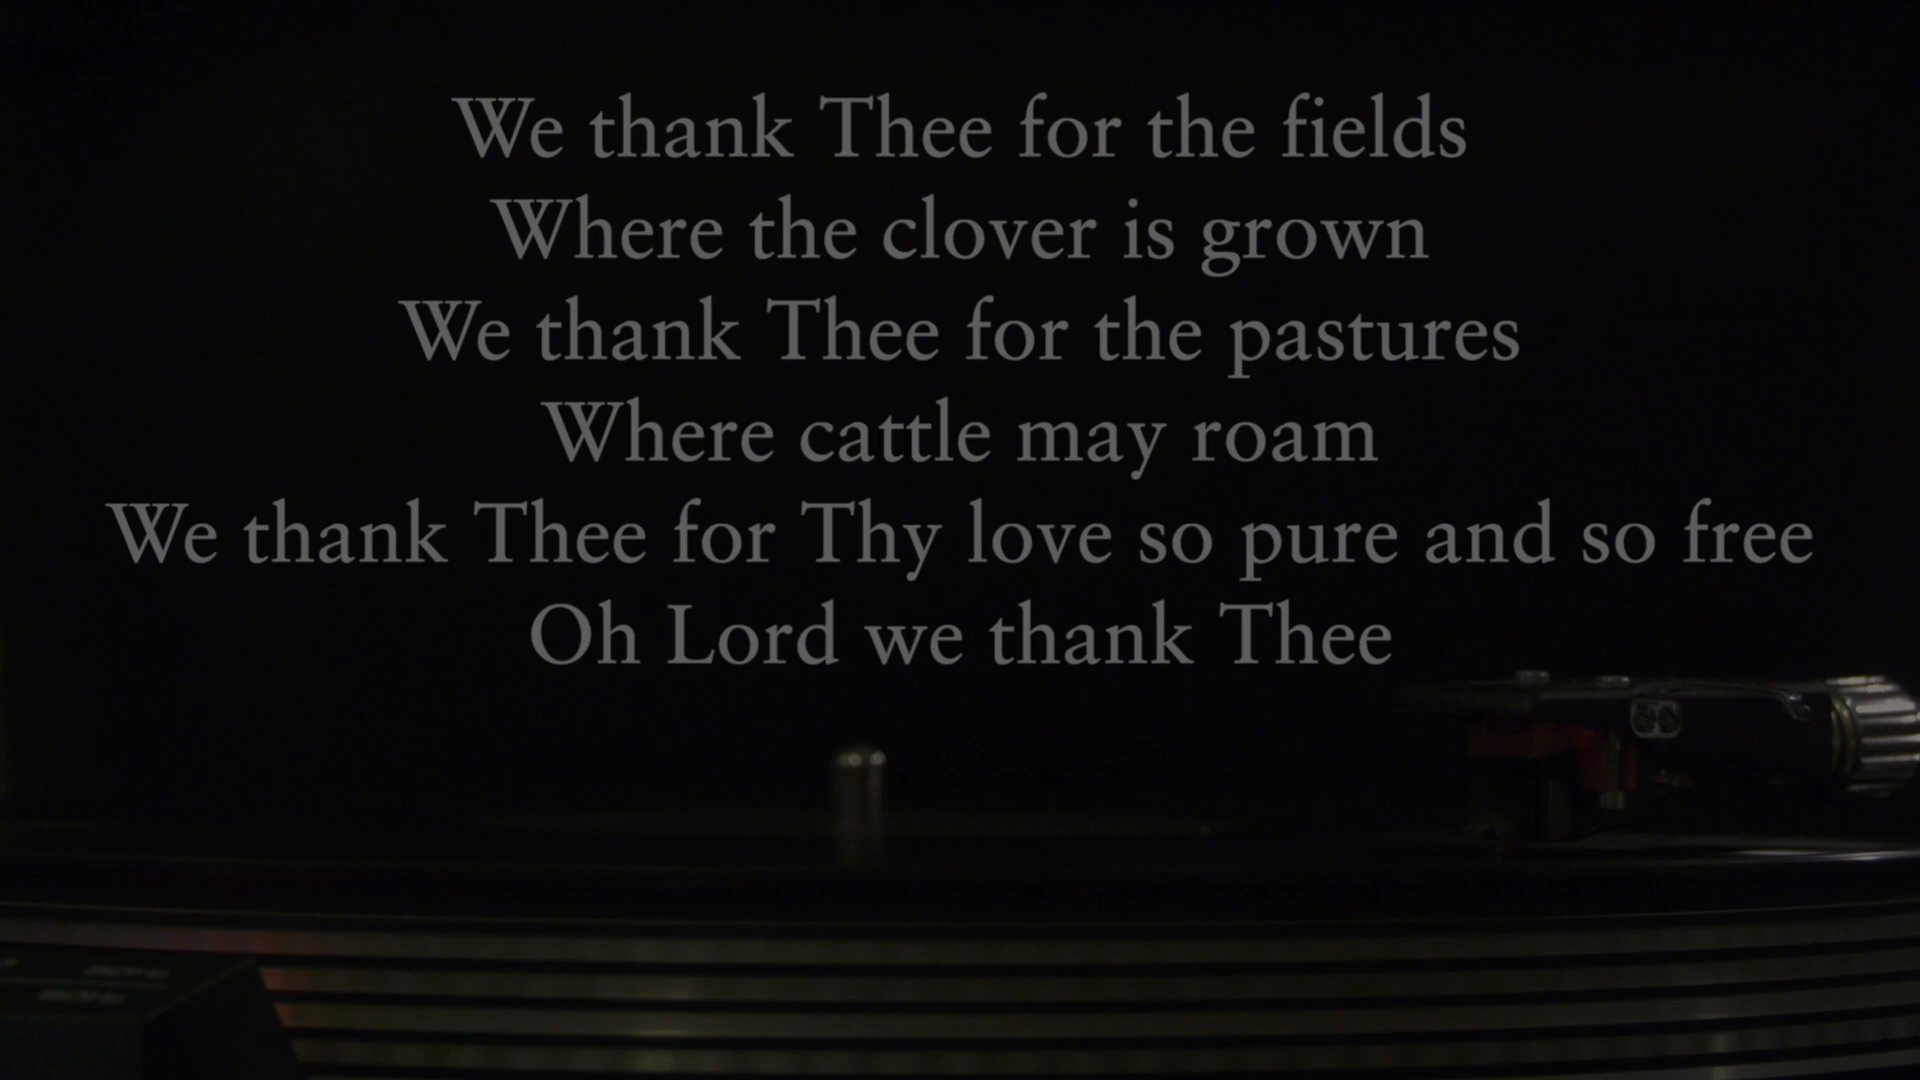 We thank Thee for the fields
Where the clover is grown
We thank Thee for the pastures
Where cattle may roam
We thank Thee for Thy love so pure and so free
Oh Lord we thank Thee